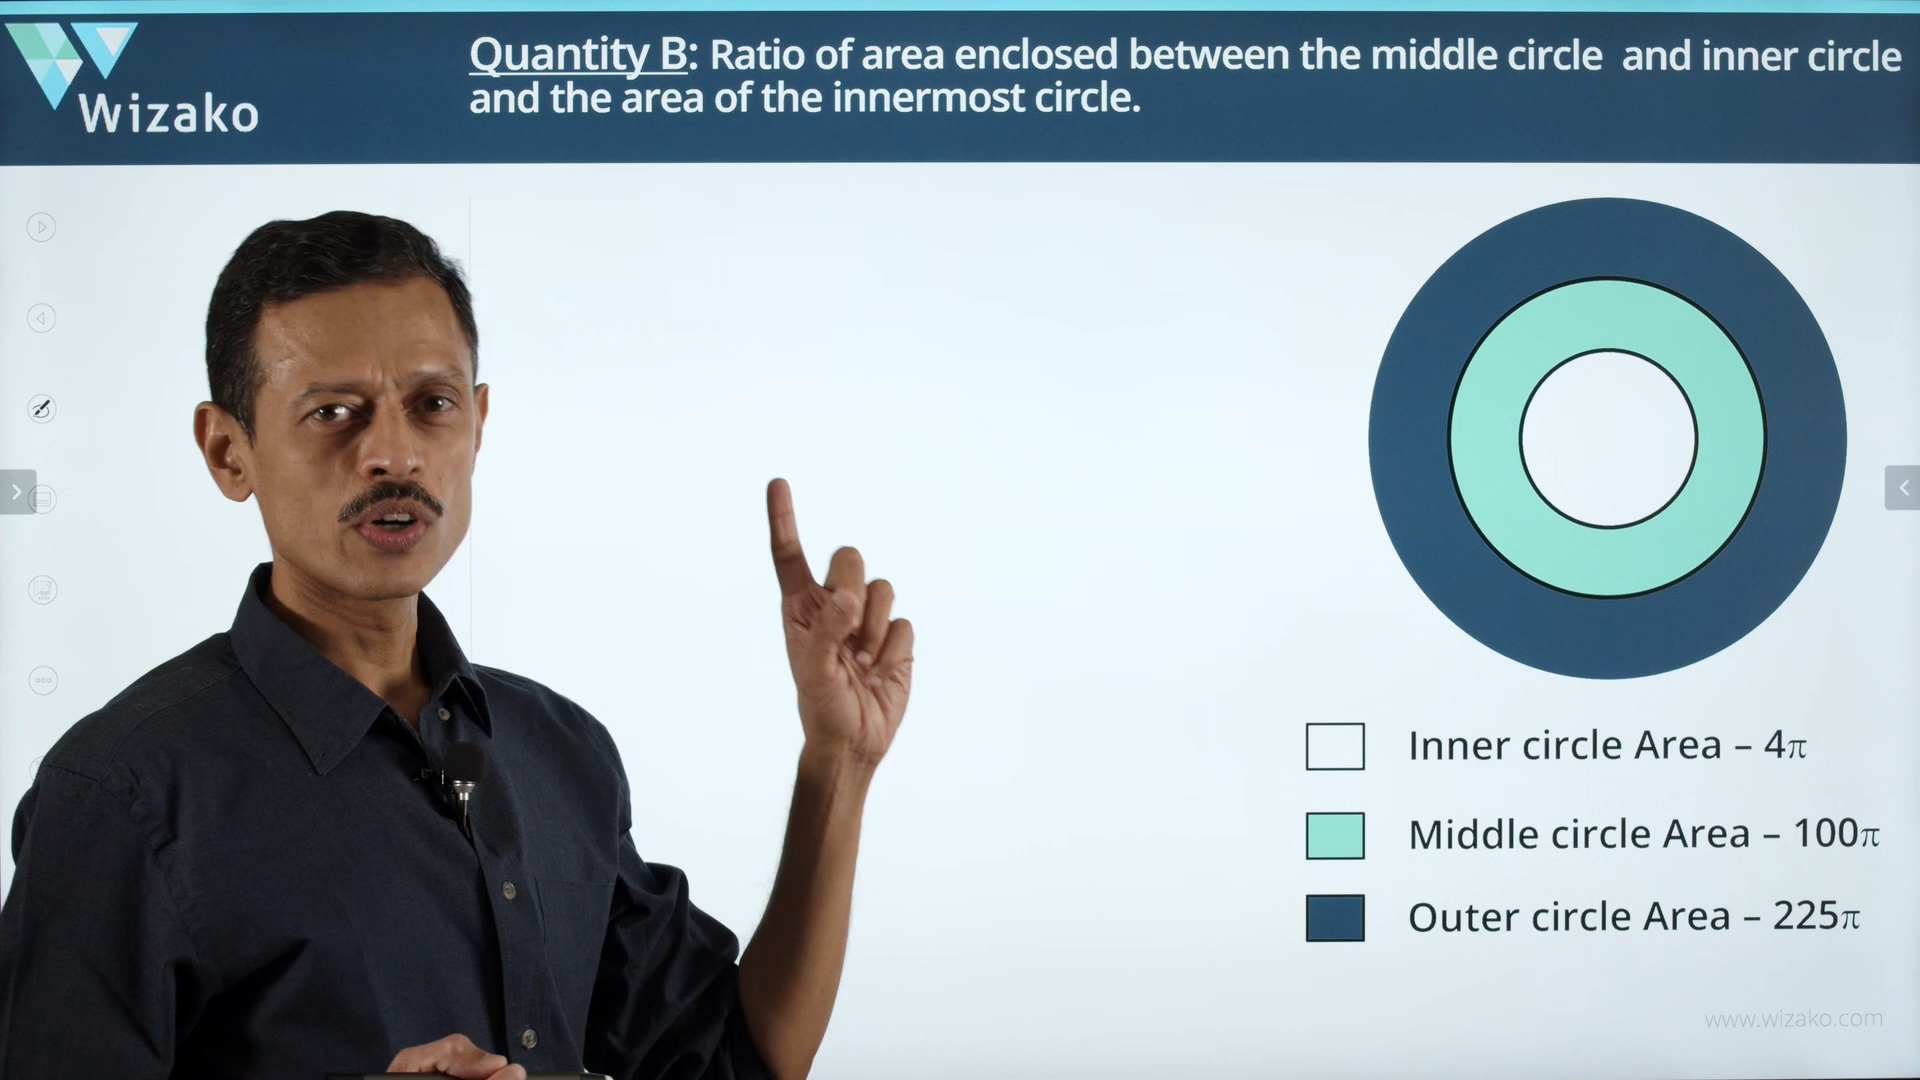 Wizako
Quantity B: Ratio of area enclosed between the middle circle and inner circle
and the area of the innermost circle.
Inner circle Area – 4π
Middle circle Area – 100π
Outer circle Area – 225π
www.wizako.com